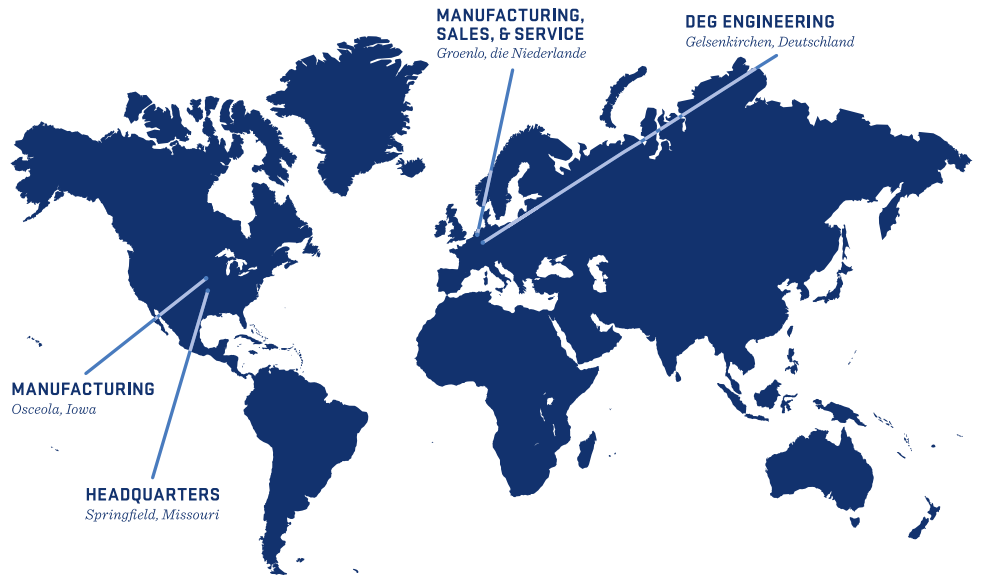 MANUFACTURING,
SALES, & SERVICE
Groenlo, die Niederlande
DEG ENGINEERING
Gelsenkirchen, Deutschland
MANUFACTURING
Osceola, Iowa
HEADQUARTERS
Springfield, Missouri